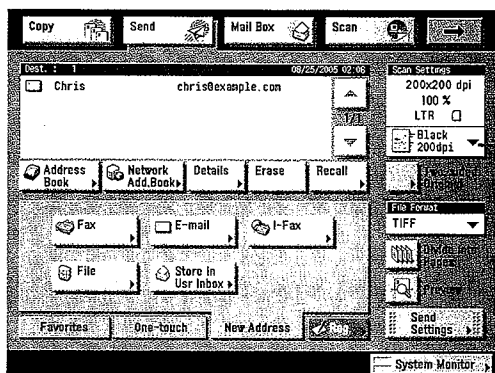 Copy Send Mail Box Scan
Dest. : 1 08/25/2005 02:06
Chris chris@example.com
1/1
Address Book Network Add.Book Details Erase Recall
Fax E-mail I-Fax
File Store in Usr Inbox
Favorites One-touch New Address
Scan Settings
200x200 dpi
100 %
LTR
Black
200dpi
File Format
TIFF
Divide into
Pages
Preview
Send
Settings
System Monitor